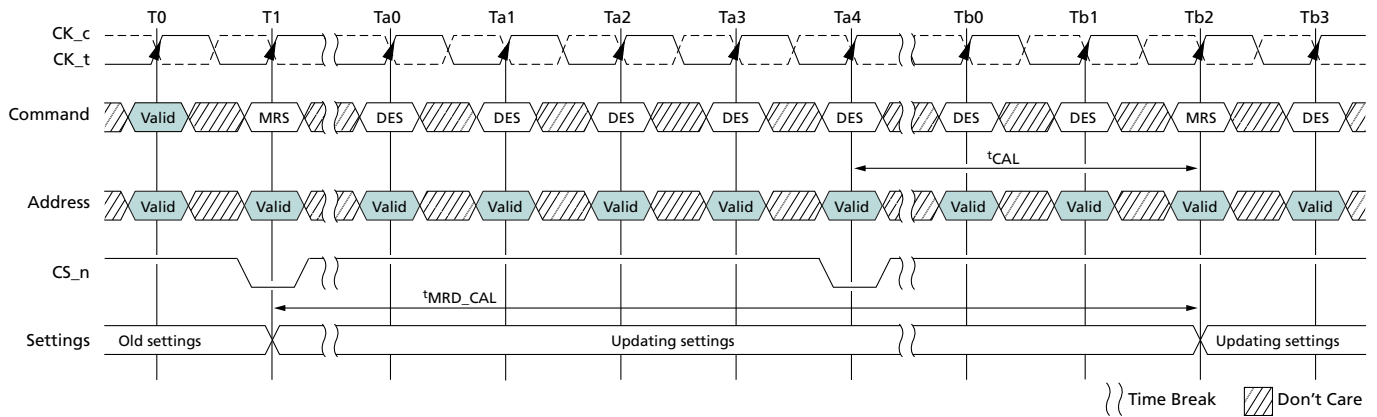 T0 T1 Ta0 Ta1 Ta2 Ta3 Ta4 Tb0 Tb1 Tb2 Tb3
CK_c
CK_t
Command Valid MRS DES DES DES DES DES DES DES MRS DES
tCAL
Address Valid Valid Valid Valid Valid Valid Valid Valid Valid Valid Valid
CS_n
tMRD_CAL
Settings Old settings Updating settings Updating settings
Time Break Don't Care